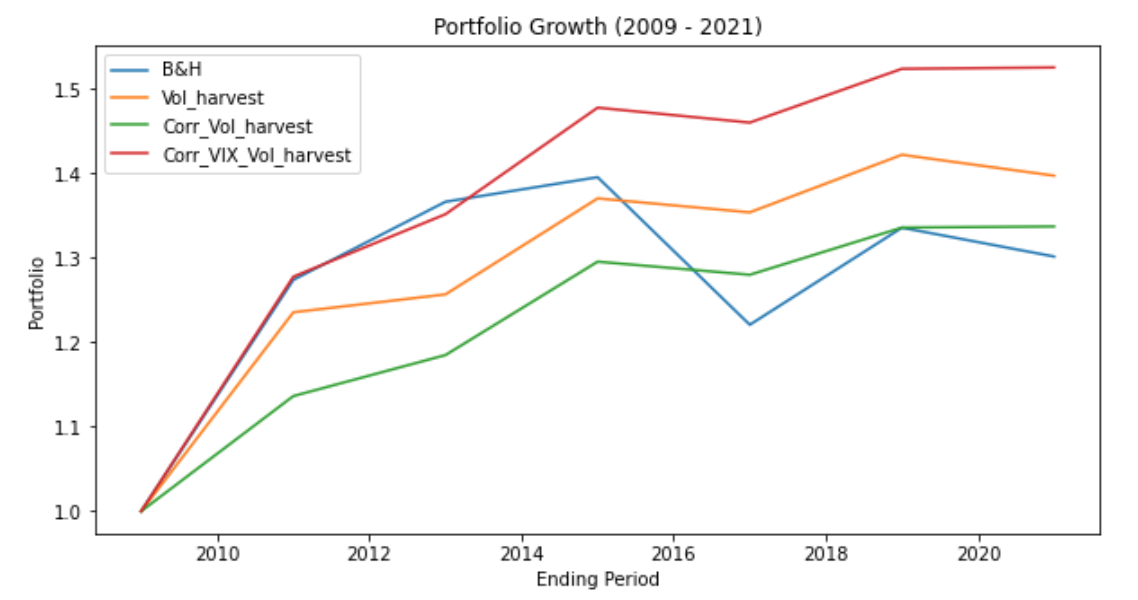 Portfolio Growth (2009 - 2021)
B&H
Vol_harvest
Corr_Vol_harvest
Corr_VIX_Vol_harvest
1.5
1.4
1.3
1.2
1.1
1.0
Portfolio
2010 2012 2014 2016 2018 2020
Ending Period